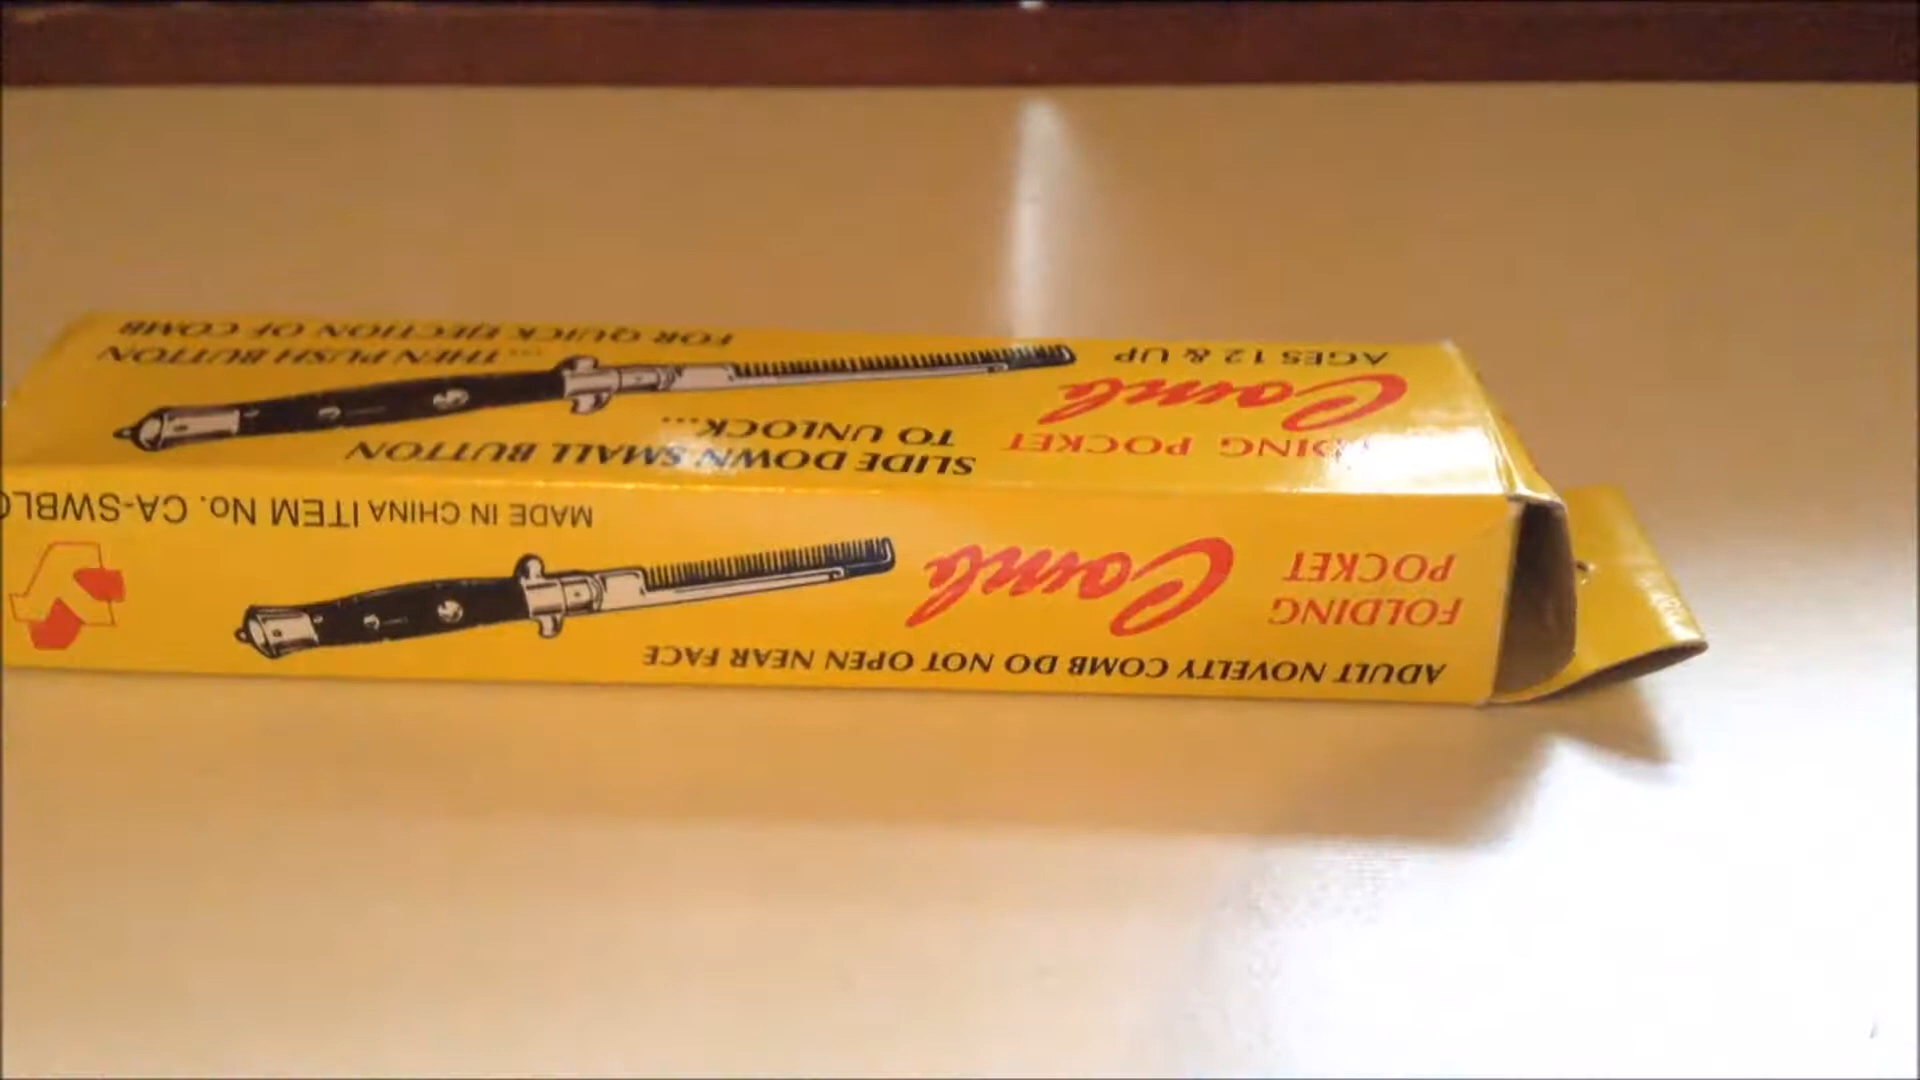 FOLDING POCKET
Comb
AGES 12 & UP
SLIDE DOWN SMALL BUTTON
TO UNLOCK...
...THEN PUSH BUTTON
FOR QUICK EJECTION OF COMB
ADULT NOVELTY COMB DO NOT OPEN NEAR FACE
FOLDING
POCKET
Comb
MADE IN CHINA ITEM No. CA-SWBL